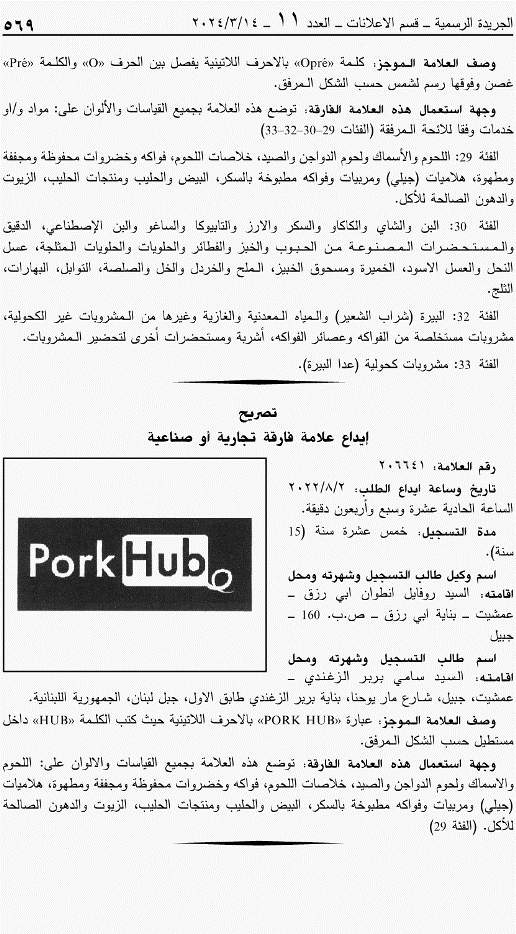 الجريدة الرسمية ـ قسم الاعلانات ـ العدد ١١ ـ ٢٠٢٤/٣/١٤ ٥٦٩
وصف العلامة الموجز: كلمة «Opré» بالاحرف اللاتينية يفصل بين الحرف «O» والكلمة «Pré»
غصن وفوقها رسم لشمس حسب الشكل المرفق.
وجهة استعمال هذه العلامة الفارقة: توضع هذه العلامة بجميع القياسات والألوان على: مواد و/او
خدمات وفقا للائحة المرفقة (الفئات 29–30–32–33)
الفئة 29: اللحوم والأسماك ولحوم الدواجن والصيد، خلاصات اللحوم، فواكه وخضروات محفوظة ومجففة
ومطهوة، هلاميات (جيلي) ومربيات وفواكه مطبوخة بالسكر، البيض والحليب ومنتجات الحليب، الزيوت
والدهون الصالحة للأكل.
الفئة 30: البن والشاي والكاكاو والسكر والارز والتابيوكا والساغو والبن الإصطناعي، الدقيق
والمستحضرات المصنوعة من الحبوب والخبز والفطائر والحلويات والحلويات المثلجة، عسل
النحل والعسل الاسود، الخميرة ومسحوق الخبيز، الملح والخردل والخل والصلصة، التوابل، البهارات،
الثلج.
الفئة 32: البيرة (شراب الشعير) والمياه المعدنية والغازية وغيرها من المشروبات غير الكحولية،
مشروبات مستخلصة من الفواكه وعصائر الفواكه، أشربة ومستحضرات أخرى لتحضير المشروبات.
الفئة 33: مشروبات كحولية (عدا البيرة).
تصريح
إيداع علامة فارقة تجارية أو صناعية
رقم العلامة: ٢٠٦٦٤١
تاريخ وساعة ايداع الطلب: ٢٠٢٢/٨/٢
الساعة الحادية عشرة وسبع وأربعون دقيقة.
مدة التسجيل: خمس عشرة سنة (15
سنة).
اسم وكيل طالب التسجيل وشهرته ومحل
اقامته: السيد روفايل انطوان ابي رزق ـ
عمشيت ـ بناية ابي رزق ـ ص.ب. 160 ـ
جبيل
اسم طالب التسجيل وشهرته ومحل
اقامته: السيد سامي بربر الزغندي ـ
عمشيت، جبيل، شارع مار يوحنا، بناية بربر الزغندي طابق الاول، جبل لبنان، الجمهورية اللبنانية.
Pork Hub
وصف العلامة الموجز: عبارة «PORK HUB» بالاحرف اللاتينية حيث كتب الكلمة «HUB» داخل
مستطيل حسب الشكل المرفق.
وجهة استعمال هذه العلامة الفارقة: توضع هذه العلامة بجميع القياسات والالوان على: اللحوم
والاسماك ولحوم الدواجن والصيد، خلاصات اللحوم، فواكه وخضروات محفوظة ومجففة ومطهوة، هلاميات
(جيلي) ومربيات وفواكه مطبوخة بالسكر، البيض والحليب ومنتجات الحليب، الزيوت والدهون الصالحة
للأكل. (الفئة 29)